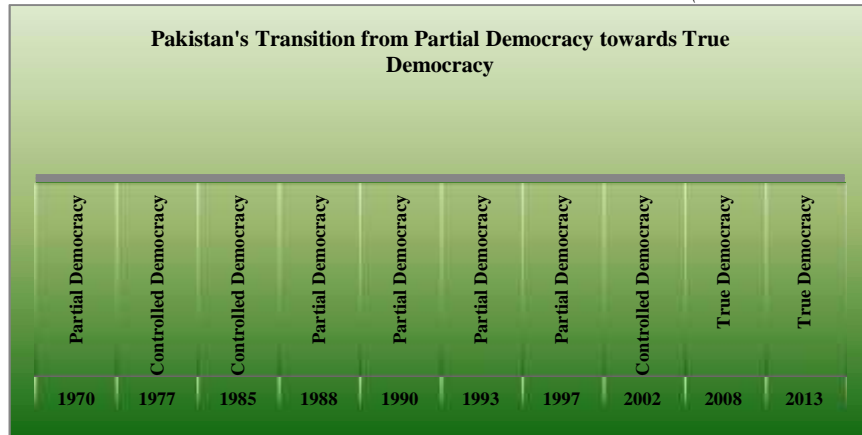 Pakistan's Transition from Partial Democracy towards True
Democracy
Partial Democracy
Controlled Democracy
Controlled Democracy
Partial Democracy
Partial Democracy
Partial Democracy
Partial Democracy
Controlled Democracy
True Democracy
True Democracy
1970 1977 1985 1988 1990 1993 1997 2002 2008 2013